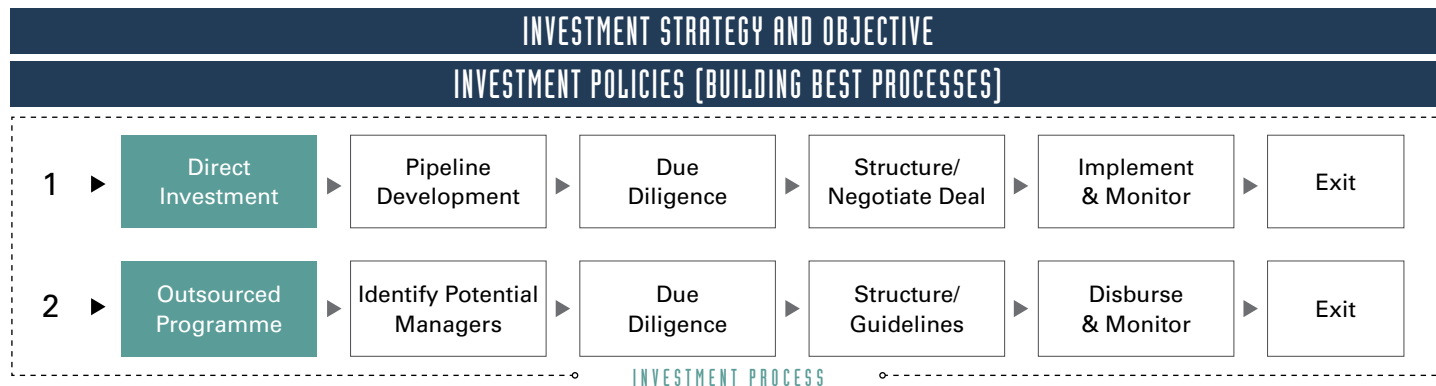 INVESTMENT STRATEGY AND OBJECTIVE
INVESTMENT POLICIES (BUILDING BEST PROCESSES)
1
Direct
Investment
Pipeline
Development
Due
Diligence
Structure/
Negotiate Deal
Implement
& Monitor
Exit
2
Outsourced
Programme
Identify Potential
Managers
Due
Diligence
Structure/
Guidelines
Disburse
& Monitor
Exit
INVESTMENT PROCESS